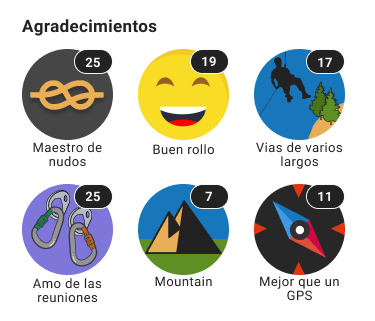 Agradecimientos
25
19
17
Maestro de
nudos
Buen rollo
Vias de varios
largos
25
7
11
Amo de las
reuniones
Mountain
Mejor que un
GPS